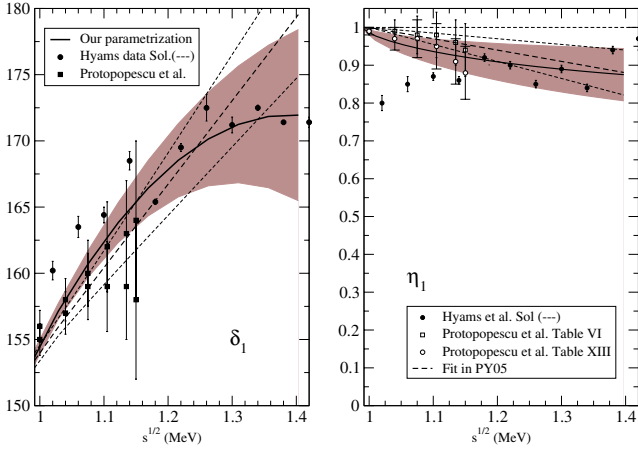 180
175
170
165
160
155
150
1
1.1
1.2
1.3
1.4
s^{1/2} (MeV)
Our parametrization
Hyams data Sol.(---)
Protopopescu et al.
δ₁
1
0.9
0.8
0.7
0.6
0.5
0.4
0.3
0.2
0.1
0
1
1.1
1.2
1.3
1.4
s^{1/2} (MeV)
η₁
Hyams et al. Sol (---)
Protopopescu et al. Table VI
Protopopescu et al. Table XIII
Fit in PY05